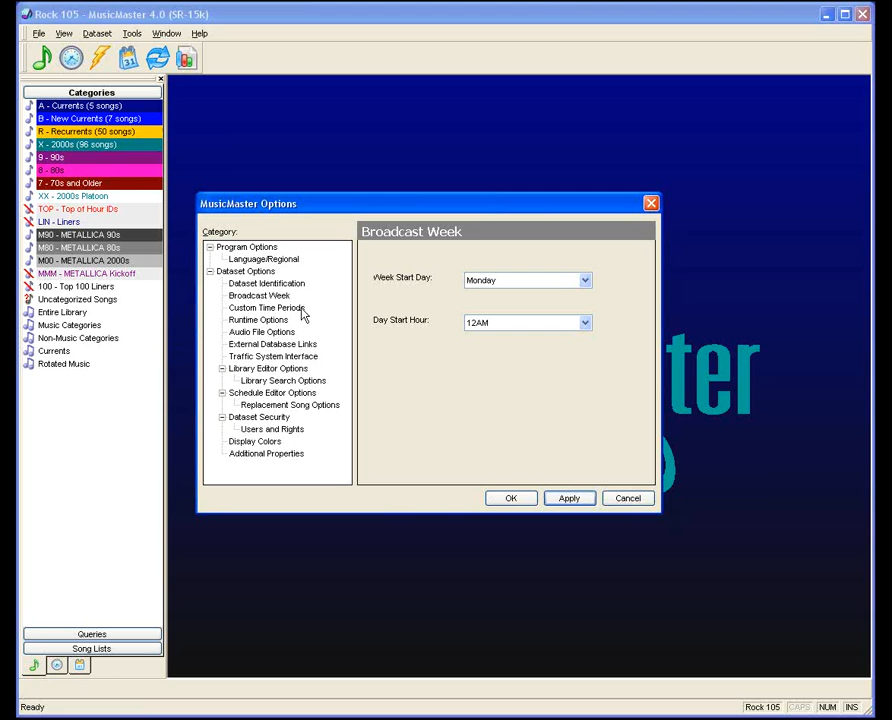 Rock 105 - MusicMaster 4.0 (SR-15k)
File View Dataset Tools Window Help
31
Categories
A - Currents (5 songs)
B - New Currents (7 songs)
R - Recurrents (50 songs)
X - 2000s (96 songs)
9 - 90s
8 - 80s
7 - 70s and Older
XX - 2000s Platoon
TOP - Top of Hour IDs
LIN - Liners
M90 - METALLICA 90s
M80 - METALLICA 80s
M00 - METALLICA 2000s
MMM - METALLICA Kickoff
100 - Top 100 Liners
Uncategorized Songs
Entire Library
Music Categories
Non-Music Categories
Currents
Rotated Music
Queries
Song Lists
MusicMaster Options
Category:
Program Options
Language/Regional
Dataset Options
Dataset Identification
Broadcast Week
Custom Time Periods
Runtime Options
Audio File Options
External Database Links
Traffic System Interface
Library Editor Options
Library Search Options
Schedule Editor Options
Replacement Song Options
Dataset Security
Users and Rights
Display Colors
Additional Properties
Broadcast Week
Week Start Day: Monday
Day Start Hour: 12AM
OK Apply Cancel
ter
Ready Rock 105 CAPS NUM INS